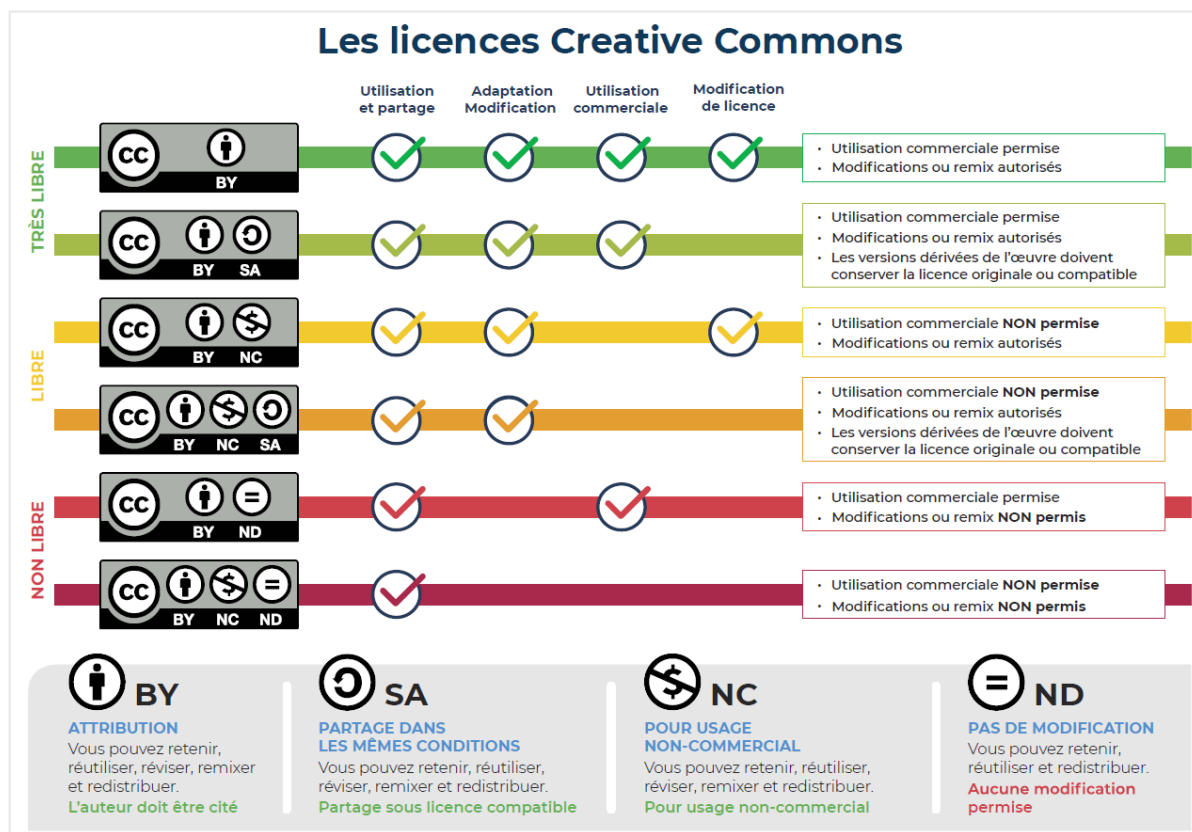 Les licences Creative Commons
Utilisation
et partage
Adaptation
Modification
Utilisation
commerciale
Modification
de licence
TRÈS LIBRE
CC
BY
• Utilisation commerciale permise
• Modifications ou remix autorisés
CC
BY SA
• Utilisation commerciale permise
• Modifications ou remix autorisés
• Les versions dérivées de l’œuvre doivent
conserver la licence originale ou compatible
LIBRE
CC
BY NC
• Utilisation commerciale NON permise
• Modifications ou remix autorisés
CC
BY NC SA
• Utilisation commerciale NON permise
• Modifications ou remix autorisés
• Les versions dérivées de l’œuvre doivent
conserver la licence originale ou compatible
NON LIBRE
CC
BY ND
• Utilisation commerciale permise
• Modifications ou remix NON permis
CC
BY NC ND
• Utilisation commerciale NON permise
• Modifications ou remix NON permis
BY
ATTRIBUTION
Vous pouvez retenir,
réutiliser, réviser, remixer
et redistribuer.
L’auteur doit être cité
SA
PARTAGE DANS
LES MÊMES CONDITIONS
Vous pouvez retenir, réutiliser,
réviser, remixer et redistribuer.
Partage sous licence compatible
NC
POUR USAGE
NON-COMMERCIAL
Vous pouvez retenir, réutiliser,
réviser, remixer et redistribuer.
Pour usage non-commercial
ND
PAS DE MODIFICATION
Vous pouvez retenir,
réutiliser et redistribuer.
Aucune modification
permise